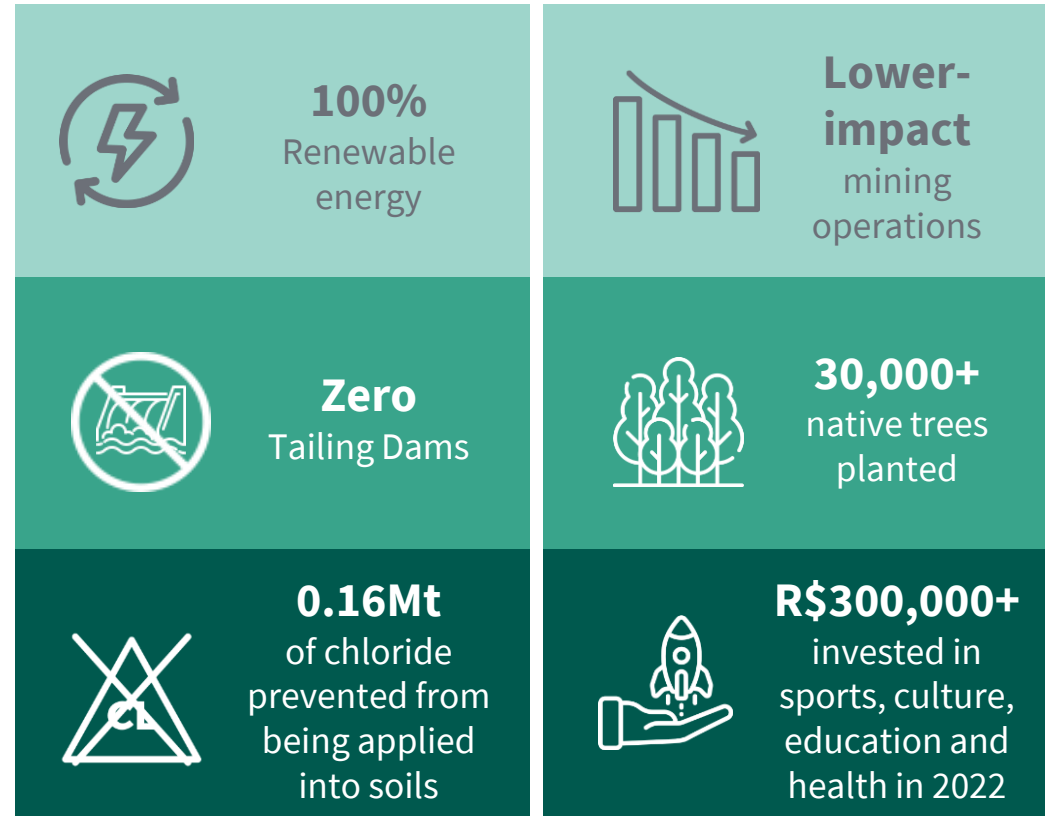 100%
Renewable
energy
Lower-
impact
mining
operations
Zero
Tailing Dams
30,000+
native trees
planted
CL
0.16Mt
of chloride
prevented from
being applied
into soils
R$300,000+
invested in
sports, culture,
education and
health in 2022